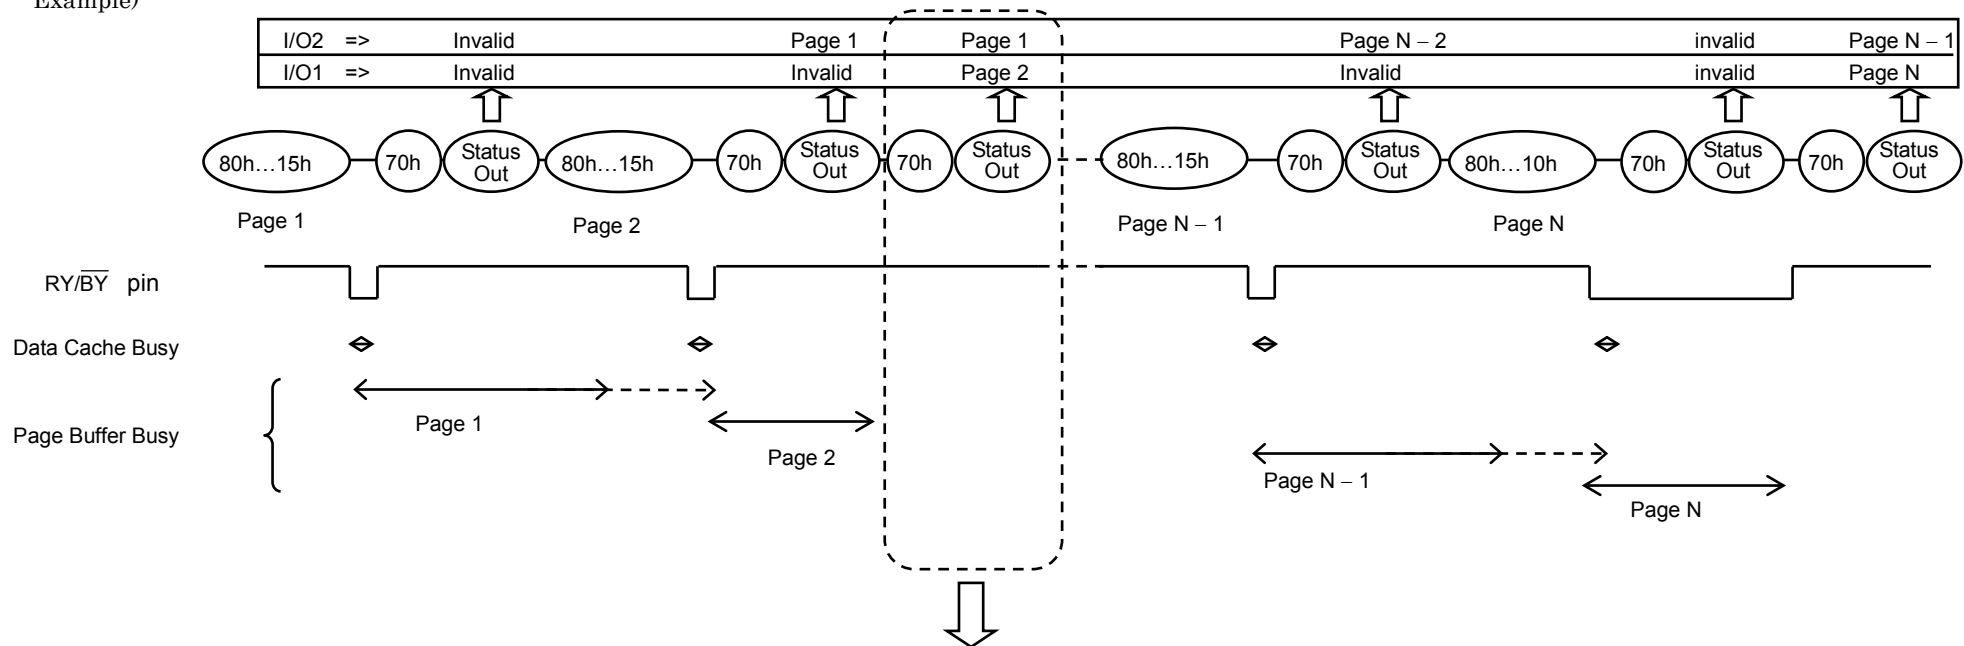 Example)
I/O2 => Invalid Page 1 Page 1 Page N – 2 invalid Page N – 1
I/O1 => Invalid Invalid Page 2 Invalid invalid Page N
80h…15h 70h Status Out 80h…15h 70h Status Out 70h Status Out 80h…15h 70h Status Out 80h…10h 70h Status Out 70h Status Out
Page 1 Page 2 Page N – 1 Page N
RY/B̅Y̅ pin
Data Cache Busy
Page 1
Page Buffer Busy
Page 2
Page N – 1
Page N